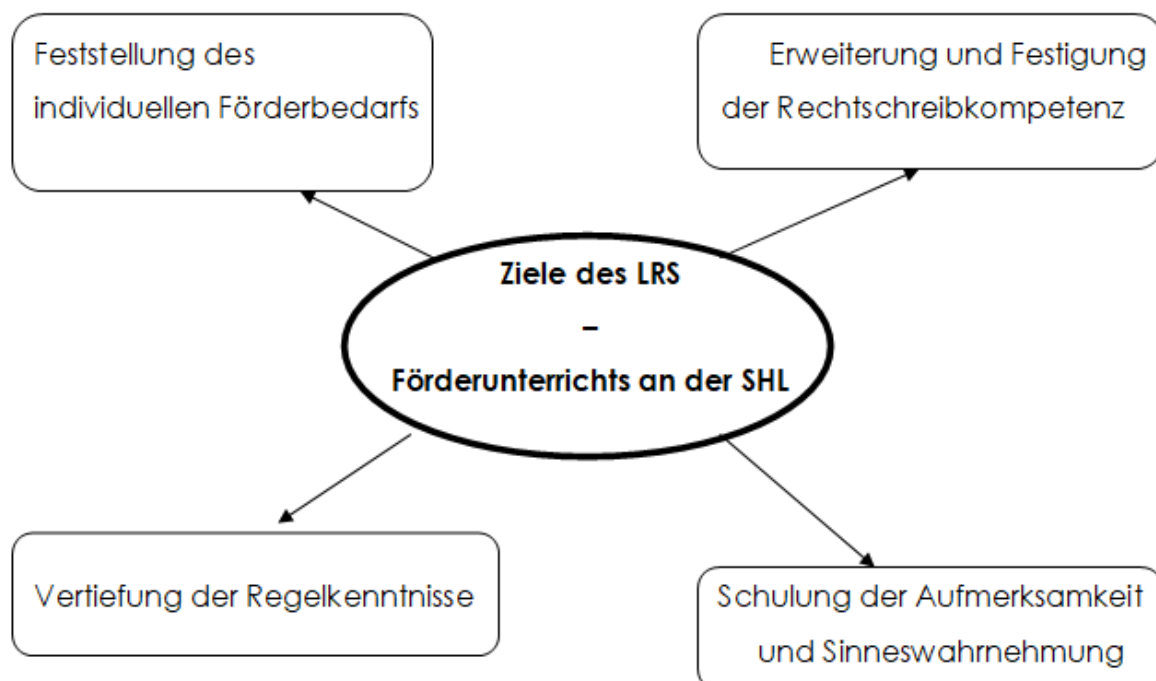 Feststellung des
individuellen Förderbedarfs
Erweiterung und Festigung
der Rechtschreibkompetenz
Ziele des LRS
–
Förderunterrichts an der SHL
Vertiefung der Regelkenntnisse
Schulung der Aufmerksamkeit
und Sinneswahrnehmung